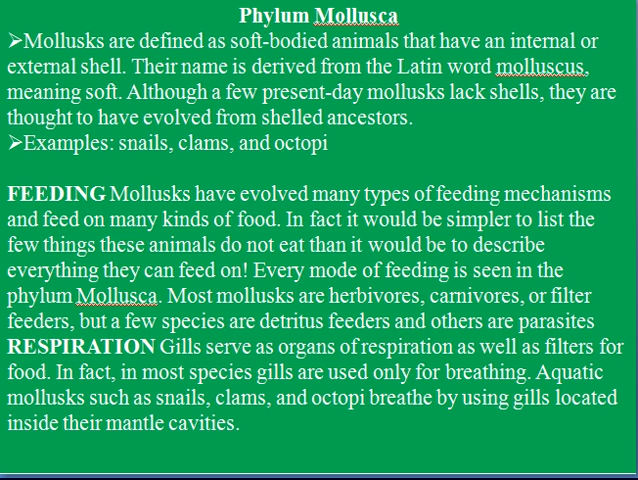 Phylum Mollusca
➢Mollusks are defined as soft-bodied animals that have an internal or
external shell. Their name is derived from the Latin word molluscus,
meaning soft. Although a few present-day mollusks lack shells, they are
thought to have evolved from shelled ancestors.
➢Examples: snails, clams, and octopi
FEEDING Mollusks have evolved many types of feeding mechanisms
and feed on many kinds of food. In fact it would be simpler to list the
few things these animals do not eat than it would be to describe
everything they can feed on! Every mode of feeding is seen in the
phylum Mollusca. Most mollusks are herbivores, carnivores, or filter
feeders, but a few species are detritus feeders and others are parasites
RESPIRATION Gills serve as organs of respiration as well as filters for
food. In fact, in most species gills are used only for breathing. Aquatic
mollusks such as snails, clams, and octopi breathe by using gills located
inside their mantle cavities.